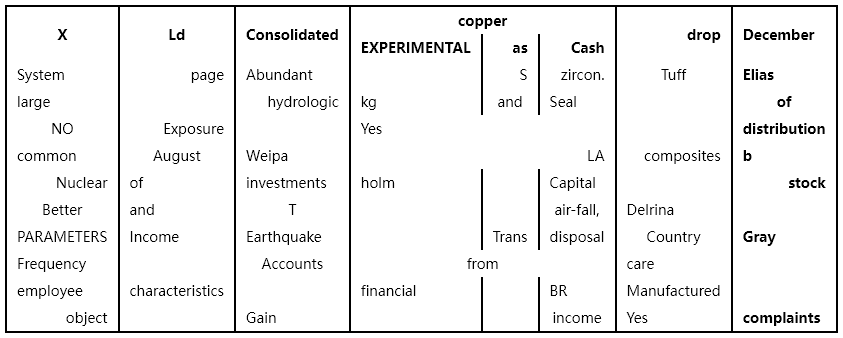 copper
X Ld Consolidated drop December
EXPERIMENTAL as Cash
System page Abundant S zircon. Tuff Elias
large hydrologic kg and Seal of
NO Exposure Yes distribution
common August Weipa LA composites b
Nuclear of investments holm Capital stock
Better and T air-fall, Delrina
PARAMETERS Income Earthquake Trans disposal Country Gray
Frequency Accounts from care
employee characteristics financial BR Manufactured
object Gain income Yes complaints